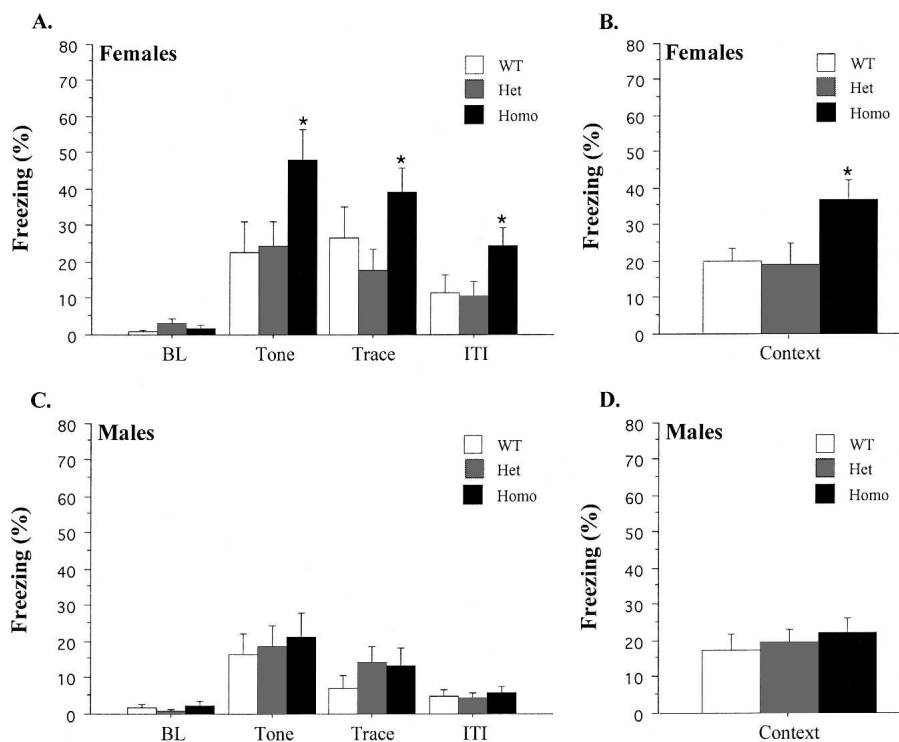 A.
Females
WT
Het
Homo
Freezing (%)
80
70
60
50
40
30
20
10
0
*
*
*
BL Tone Trace ITI
B.
Females
WT
Het
Homo
Freezing (%)
80
70
60
50
40
30
20
10
0
*
Context
C.
Males
WT
Het
Homo
Freezing (%)
80
70
60
50
40
30
20
10
0
BL Tone Trace ITI
D.
Males
WT
Het
Homo
Freezing (%)
80
70
60
50
40
30
20
10
0
Context